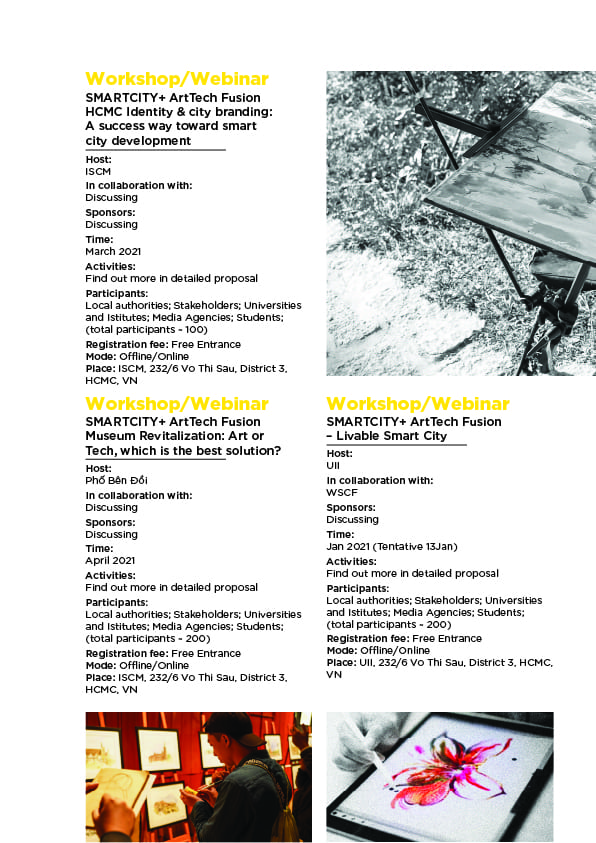 Workshop/Webinar
SMARTCITY+ ArtTech Fusion
HCMC Identity & city branding:
A success way toward smart
city development
Host:
ISCM
In collaboration with:
Discussing
Sponsors:
Discussing
Time:
March 2021
Activities:
Find out more in detailed proposal
Participants:
Local authorities; Stakeholders; Universities
and Istitutes; Media Agencies; Students;
(total participants - 100)
Registration fee: Free Entrance
Mode: Offline/Online
Place: ISCM, 232/6 Vo Thi Sau, District 3,
HCMC, VN
Workshop/Webinar
SMARTCITY+ ArtTech Fusion
Museum Revitalization: Art or
Tech, which is the best solution?
Host:
Phố Bên Đồi
In collaboration with:
Discussing
Sponsors:
Discussing
Time:
April 2021
Activities:
Find out more in detailed proposal
Participants:
Local authorities; Stakeholders; Universities
and Istitutes; Media Agencies; Students;
(total participants - 200)
Registration fee: Free Entrance
Mode: Offline/Online
Place: ISCM, 232/6 Vo Thi Sau, District 3,
HCMC, VN
Workshop/Webinar
SMARTCITY+ ArtTech Fusion
– Livable Smart City
Host:
UII
In collaboration with:
WSCF
Sponsors:
Discussing
Time:
Jan 2021 (Tentative 13Jan)
Activities:
Find out more in detailed proposal
Participants:
Local authorities; Stakeholders; Universities
and Istitutes; Media Agencies; Students;
(total participants - 200)
Registration fee: Free Entrance
Mode: Offline/Online
Place: UII, 232/6 Vo Thi Sau, District 3, HCMC,
VN